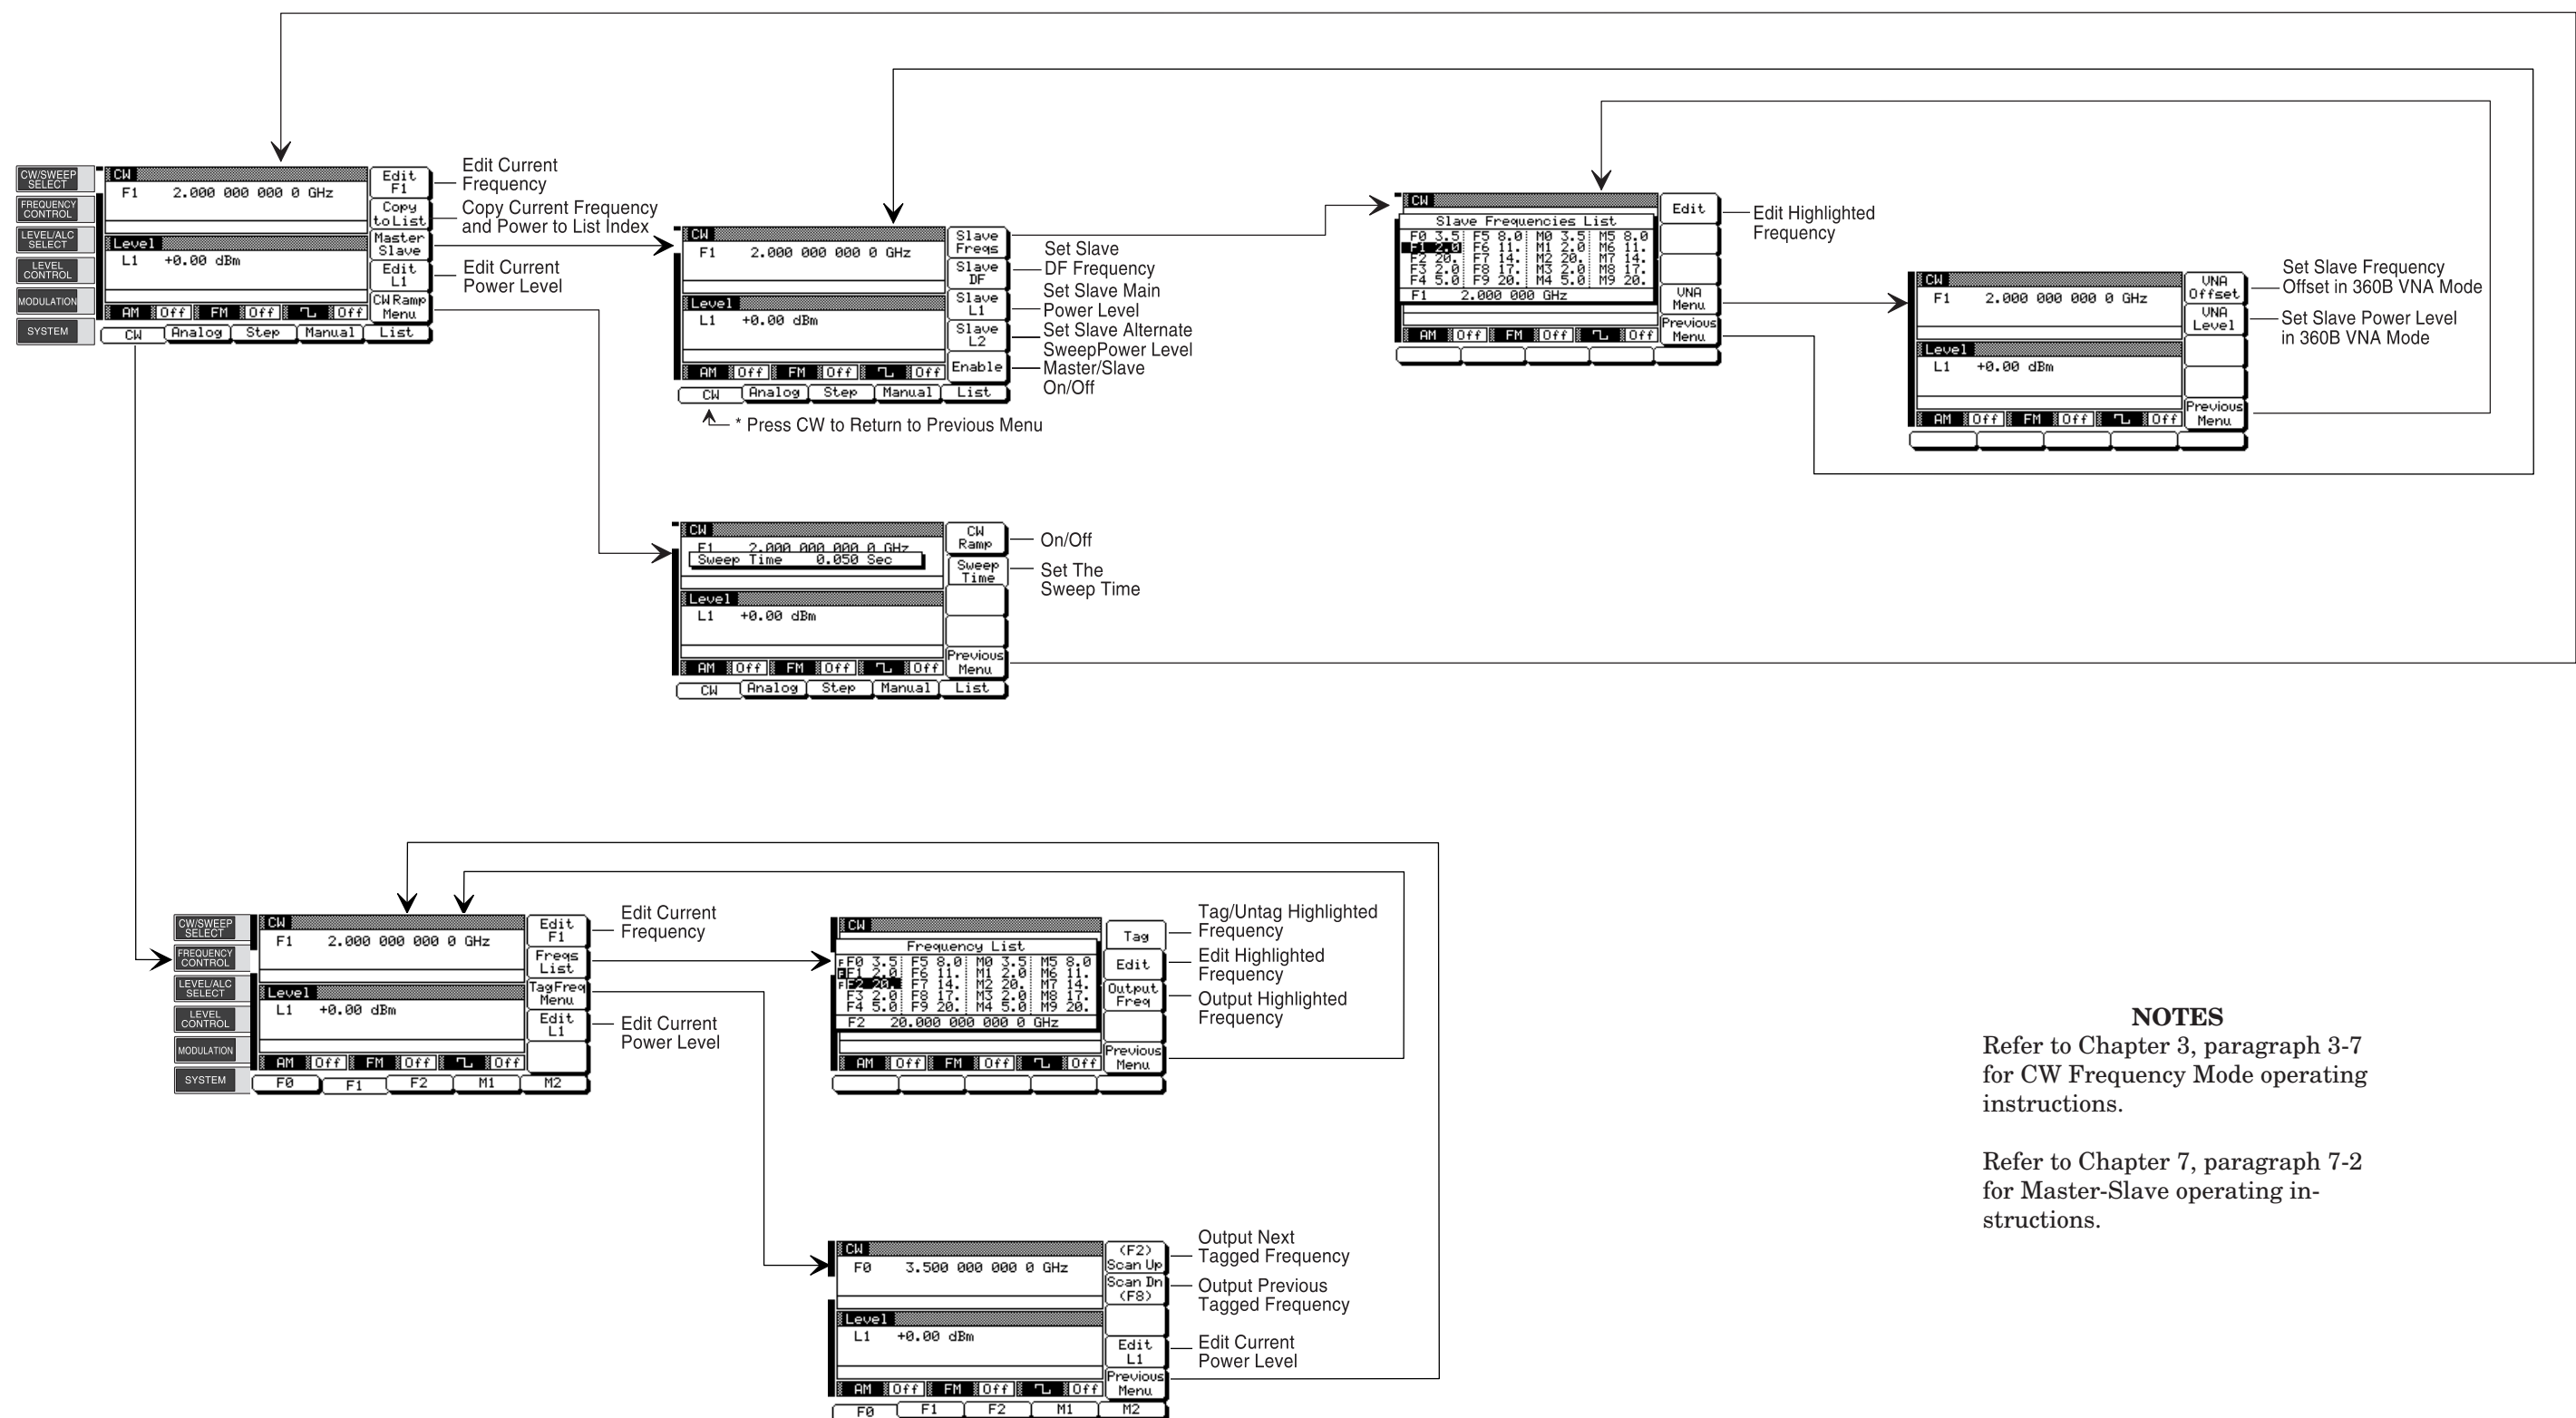 CW/SWEEP
SELECT
FREQUENCY
CONTROL
LEVEL/ALC
SELECT
LEVEL
CONTROL
MODULATION
SYSTEM
CW
F1 2.000 000 000 0 GHz
Level
L1 +0.00 dBm
AM Off FM Off Off
CW Analog Step Manual List
Edit
F1
Copy
to List
Master
Slave
Edit
L1
CW Ramp
Menu
Edit Current
Frequency
Copy Current Frequency
and Power to List Index
Edit Current
Power Level
CW
F1 2.000 000 000 0 GHz
Level
L1 +0.00 dBm
AM Off FM Off Off
CW Analog Step Manual List
Slave
Freqs
Slave
DF
Slave
L1
Slave
L2
Enable
Set Slave
DF Frequency
Set Slave Main
Power Level
Set Slave Alternate
SweepPower Level
Master/Slave
On/Off
* Press CW to Return to Previous Menu
CW
Slave Frequencies List
F0 3.5 F5 8.0 M0 3.5 M5 8.0
F1 2.0 F6 11. M1 2.0 M6 11.
F2 20. F7 14. M2 20. M7 14.
F3 2.0 F8 17. M3 2.0 M8 17.
F4 5.0 F9 20. M4 5.0 M9 20.
F1 2.000 000 GHz
AM Off FM Off Off
Edit
VNA
Menu
Previous
Menu
Edit Highlighted
Frequency
CW
F1 2.000 000 000 0 GHz
Level
L1 +0.00 dBm
AM Off FM Off Off
VNA
Offset
VNA
Level
Previous
Menu
Set Slave Frequency
Offset in 360B VNA Mode
Set Slave Power Level
in 360B VNA Mode
CW
F1 2.000 000 000 0 GHz
Sweep Time 0.050 Sec
Level
L1 +0.00 dBm
AM Off FM Off Off
CW Analog Step Manual List
CW
Ramp
Sweep
Time
Previous
Menu
On/Off
Set The
Sweep Time
CW/SWEEP
SELECT
FREQUENCY
CONTROL
LEVEL/ALC
SELECT
LEVEL
CONTROL
MODULATION
SYSTEM
CW
F1 2.000 000 000 0 GHz
Level
L1 +0.00 dBm
AM Off FM Off Off
F0 F1 F2 M1 M2
Edit
F1
Freqs
List
TagFreq
Menu
Edit
L1
Edit Current
Frequency
Edit Current
Power Level
CW
Frequency List
F F0 3.5 F5 8.0 M0 3.5 M5 8.0
F F1 2.0 F6 11. M1 2.0 M6 11.
F F2 20. F7 14. M2 20. M7 14.
F3 2.0 F8 17. M3 2.0 M8 17.
F4 5.0 F9 20. M4 5.0 M9 20.
F2 20.000 000 000 0 GHz
AM Off FM Off Off
Tag
Edit
Output
Freq
Previous
Menu
Tag/Untag Highlighted
Frequency
Edit Highlighted
Frequency
Output Highlighted
Frequency
CW
F0 3.500 000 000 0 GHz
Level
L1 +0.00 dBm
AM Off FM Off Off
F0 F1 F2 M1 M2
(F2)
Scan Up
Scan Dn
(F8)
Edit
L1
Previous
Menu
Output Next
Tagged Frequency
Output Previous
Tagged Frequency
Edit Current
Power Level
NOTES
Refer to Chapter 3, paragraph 3-7
for CW Frequency Mode operating
instructions.
Refer to Chapter 7, paragraph 7-2
for Master-Slave operating in-
structions.